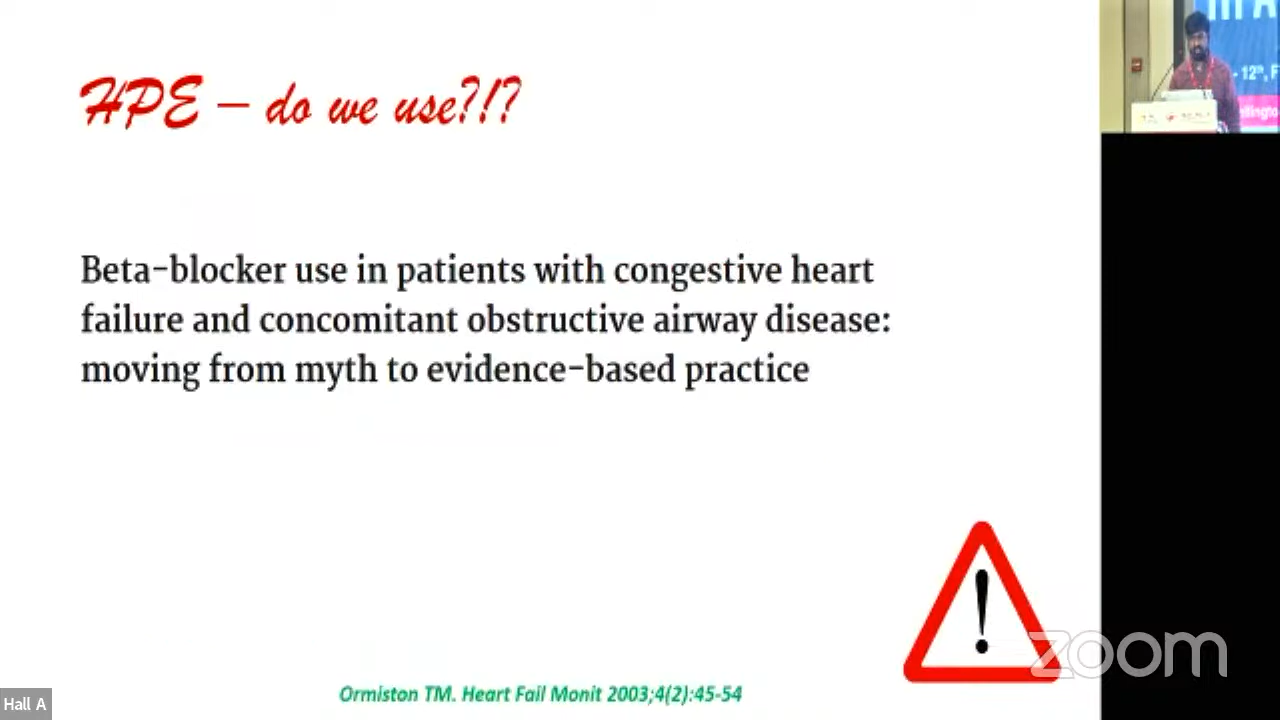 HPE – do we use?!?
Beta-blocker use in patients with congestive heart
failure and concomitant obstructive airway disease:
moving from myth to evidence-based practice
Ormiston TM. Heart Fail Monit 2003;4(2):45-54
Hall A
zoom
- 12th, F